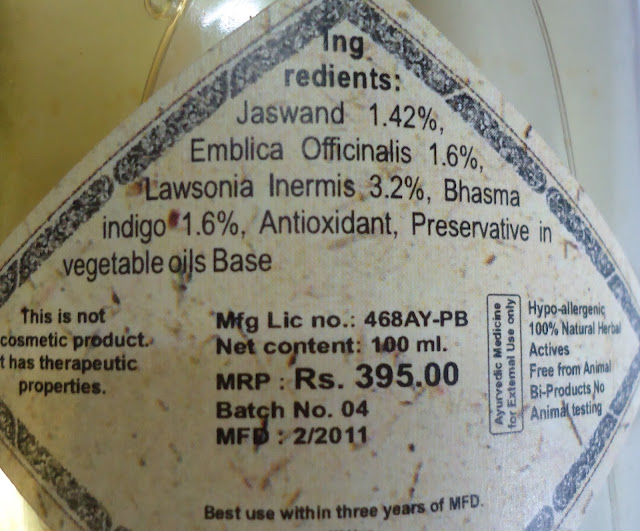 Ing
redients:
Jaswand 1.42%,
Emblica Officinalis 1.6%,
Lawsonia Inermis 3.2%, Bhasma
indigo 1.6%, Antioxidant, Preservative in
vegetable oils Base
This is not
cosmetic product.
t has therapeutic
properties.
Mfg Lic no.: 468AY-PB
Net content: 100 ml.
MRP : Rs. 395.00
Batch No. 04
MFD : 2/2011
Ayurvedic Medicine
for External Use only
Hypo-allergenic
100% Natural Herbal
Actives
Free from Animal
Bi-Products No
Animal testing
Best use within three years of MFD.